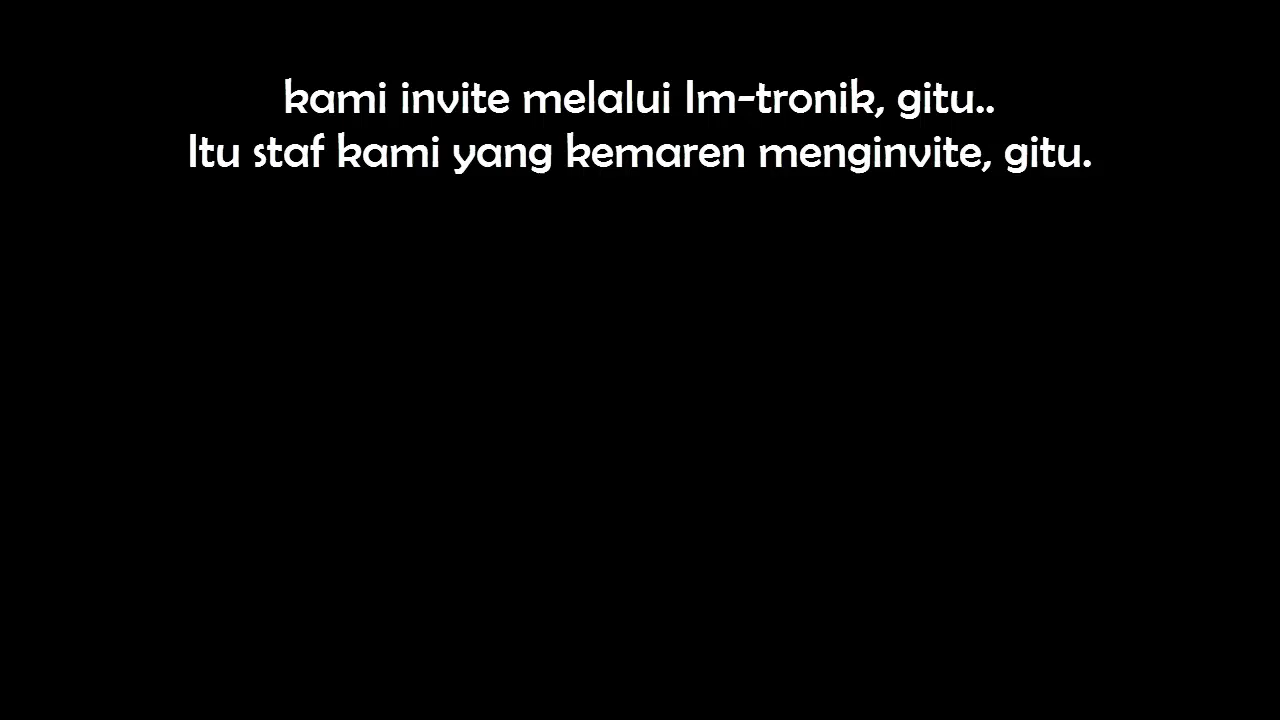 kami invite melalui Im-tronik, gitu..
Itu staf kami yang kemaren menginvite, gitu.